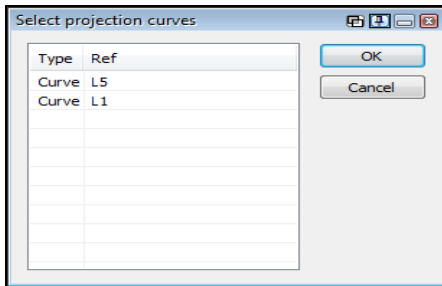 Select projection curves
Type Ref
Curve L5
Curve L1
OK
Cancel